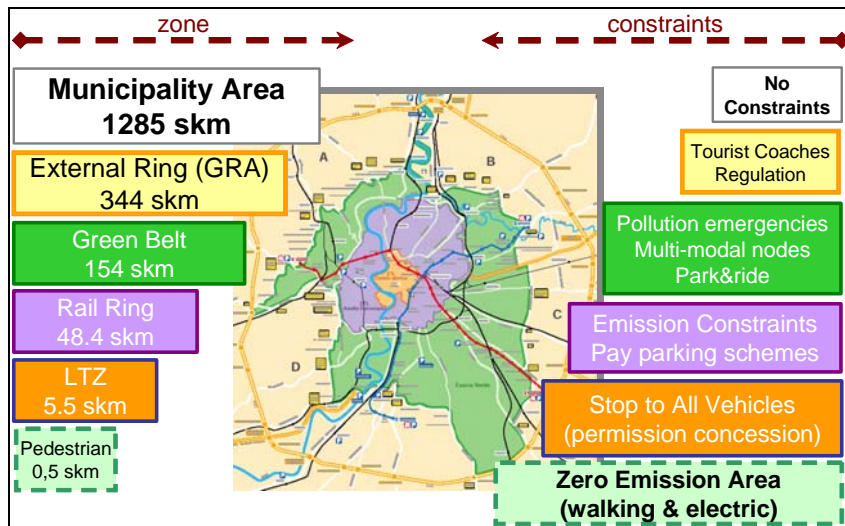 zone
constraints
Municipality Area
1285 skm
No
Constraints
External Ring (GRA)
344 skm
Tourist Coaches
Regulation
Green Belt
154 skm
Pollution emergencies
Multi-modal nodes
Park&ride
Rail Ring
48.4 skm
Emission Constraints
Pay parking schemes
LTZ
5.5 skm
Stop to All Vehicles
(permission concession)
Pedestrian
0,5 skm
Zero Emission Area
(walking & electric)
A
B
C
D